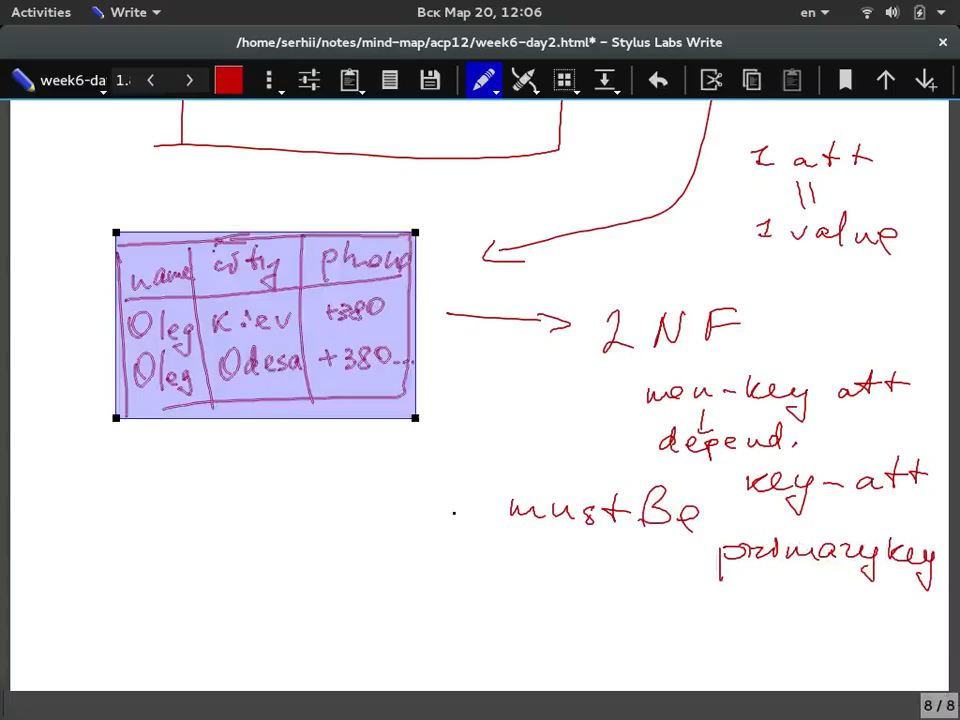 Activities Write Вск Мар 20, 12:06 en
/home/serhii/notes/mind-map/acp12/week6-day2.html* – Stylus Labs Write
week6-da 1.
1 att
||
1 value
name city phone
Oleg Kiev +380
Oleg Odesa +380...
2 NF
non-key att
depend.
key-att
must Be
primary key
8 / 8